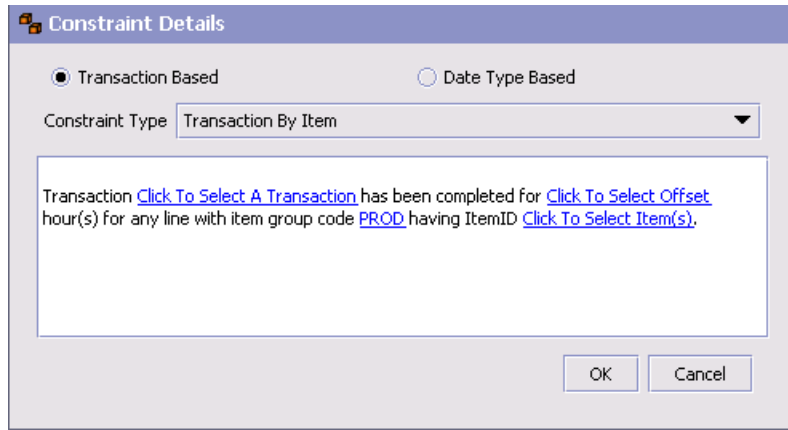 Constraint Details
Transaction Based
Date Type Based
Constraint Type Transaction By Item
Transaction Click To Select A Transaction has been completed for Click To Select Offset
hour(s) for any line with item group code PROD having ItemID Click To Select Item(s).
OK
Cancel